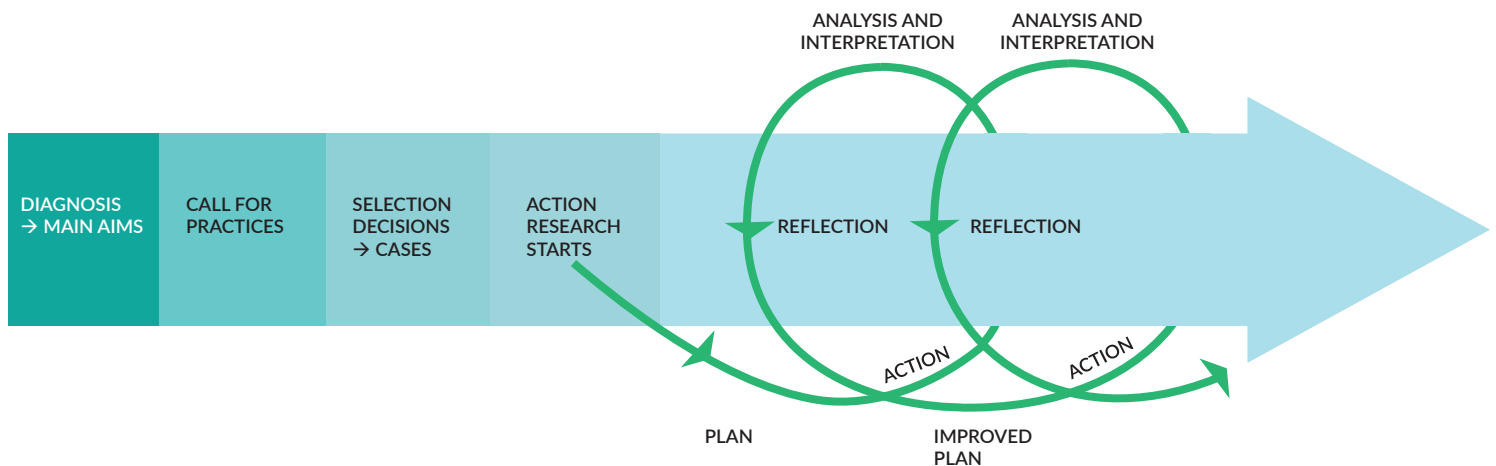 ANALYSIS AND
INTERPRETATION
ANALYSIS AND
INTERPRETATION
DIAGNOSIS
→ MAIN AIMS
CALL FOR
PRACTICES
SELECTION
DECISIONS
→ CASES
ACTION
RESEARCH
STARTS
REFLECTION
REFLECTION
ACTION
ACTION
PLAN
IMPROVED
PLAN